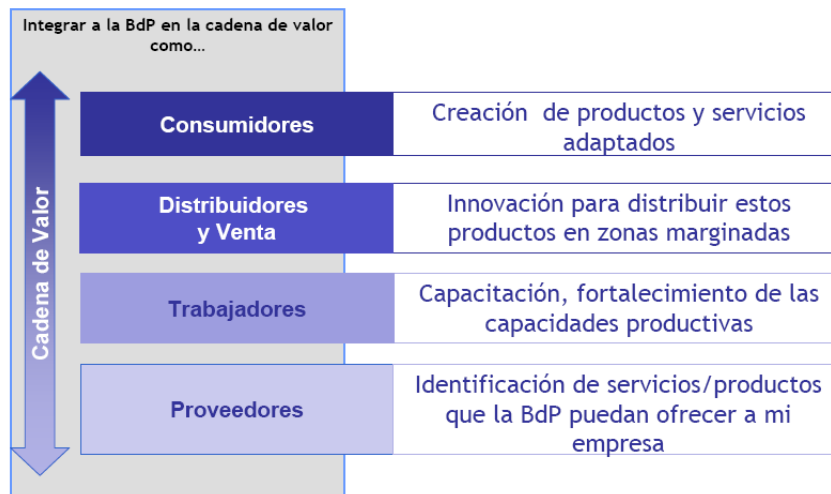 Integrar a la BdP en la cadena de valor
como…
Cadena de Valor
Consumidores
Creación de productos y servicios
adaptados
Distribuidores
y Venta
Innovación para distribuir estos
productos en zonas marginadas
Trabajadores
Capacitación, fortalecimiento de las
capacidades productivas
Proveedores
Identificación de servicios/productos
que la BdP puedan ofrecer a mi
empresa